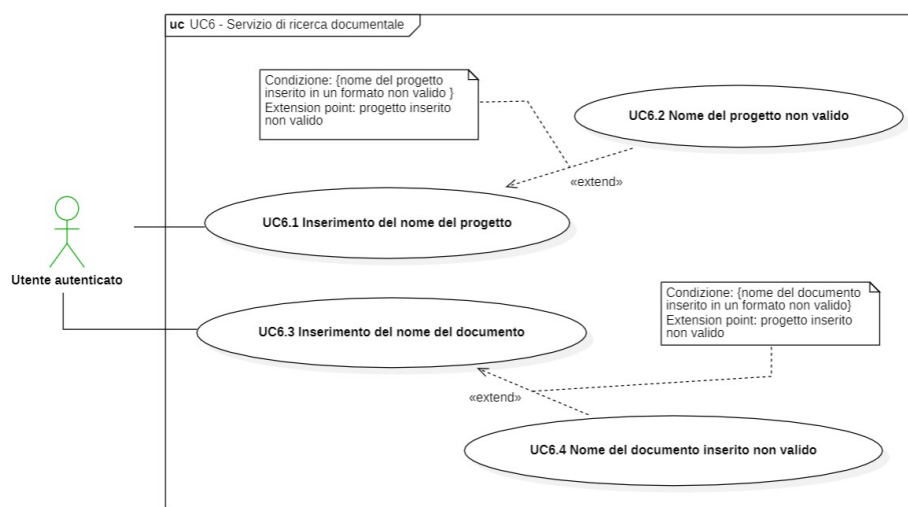 uc UC6 - Servizio di ricerca documentale
Condizione: {nome del progetto
inserito in un formato non valido }
Extension point: progetto inserito
non valido
UC6.2 Nome del progetto non valido
«extend»
UC6.1 Inserimento del nome del progetto
Utente autenticato
Condizione: {nome del documento
inserito in un formato non valido}
Extension point: progetto inserito
non valido
UC6.3 Inserimento del nome del documento
«extend»
UC6.4 Nome del documento inserito non valido